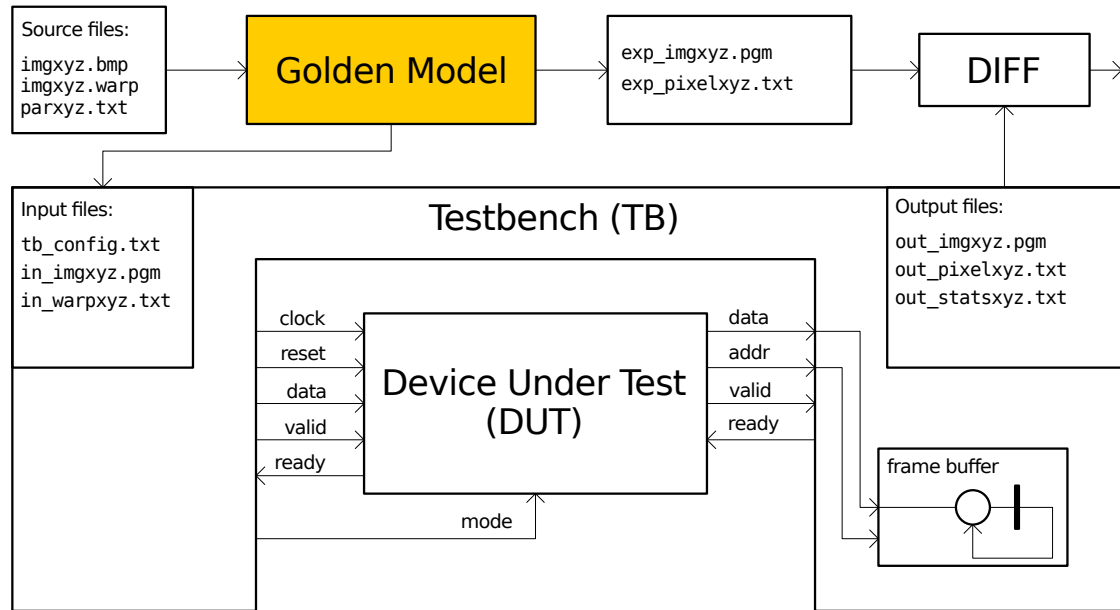 Source files:
imgxyz.bmp
imgxyz.warp
parxyz.txt
Golden Model
exp_imgxyz.pgm
exp_pixelxyz.txt
DIFF
Input files:
tb_config.txt
in_imgxyz.pgm
in_warpxyz.txt
Testbench (TB)
Output files:
out_imgxyz.pgm
out_pixelxyz.txt
out_statsxyz.txt
clock
reset
data
valid
ready
mode
Device Under Test
(DUT)
data
addr
valid
ready
frame buffer